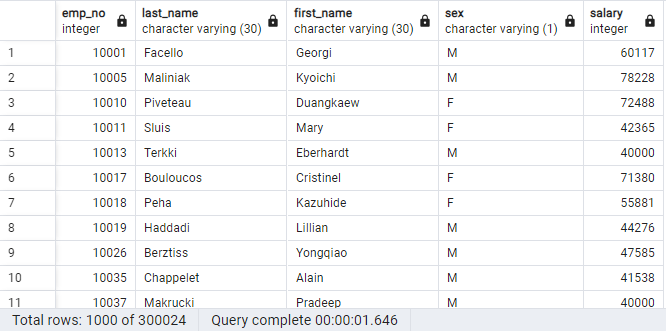 emp_no last_name first_name sex salary
integer character varying (30) character varying (30) character varying (1) integer
1 10001 Facello Georgi M 60117
2 10005 Maliniak Kyoichi M 78228
3 10010 Piveteau Duangkaew F 72488
4 10011 Sluis Mary F 42365
5 10013 Terkki Eberhardt M 40000
6 10017 Bouloucos Cristinel F 71380
7 10018 Peha Kazuhide F 55881
8 10019 Haddadi Lillian M 44276
9 10026 Berztiss Yongqiao M 47585
10 10035 Chappelet Alain M 41538
11 10037 Makrucki Pradeep M 40000
Total rows: 1000 of 300024 Query complete 00:00:01.646